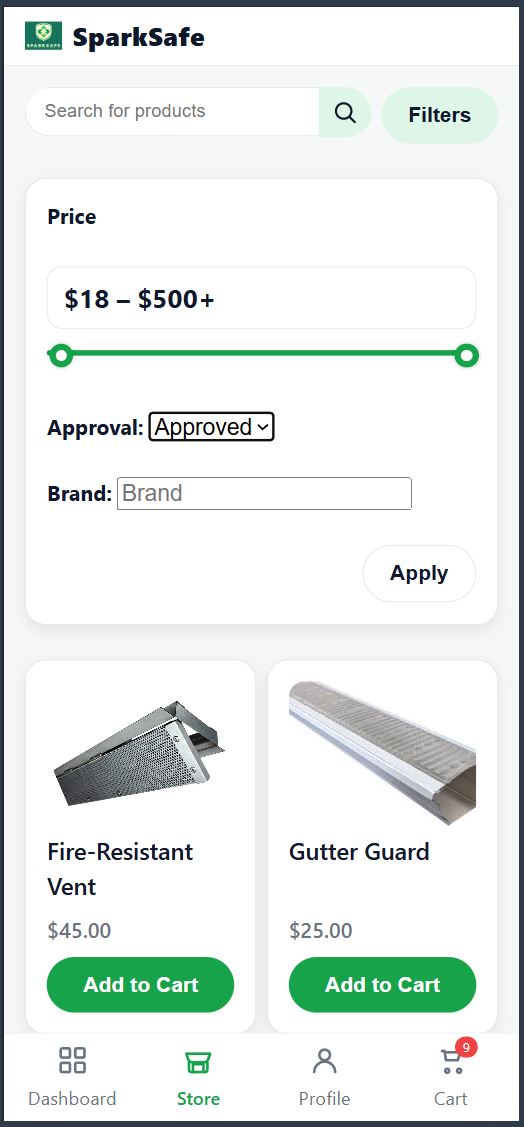 SPARKSAFE
SparkSafe
Search for products
Filters
Price
$18 – $500+
Approval: Approved
Brand: Brand
Apply
Fire-Resistant
Vent
$45.00
Add to Cart
Gutter Guard
$25.00
Add to Cart
9
Dashboard
Store
Profile
Cart